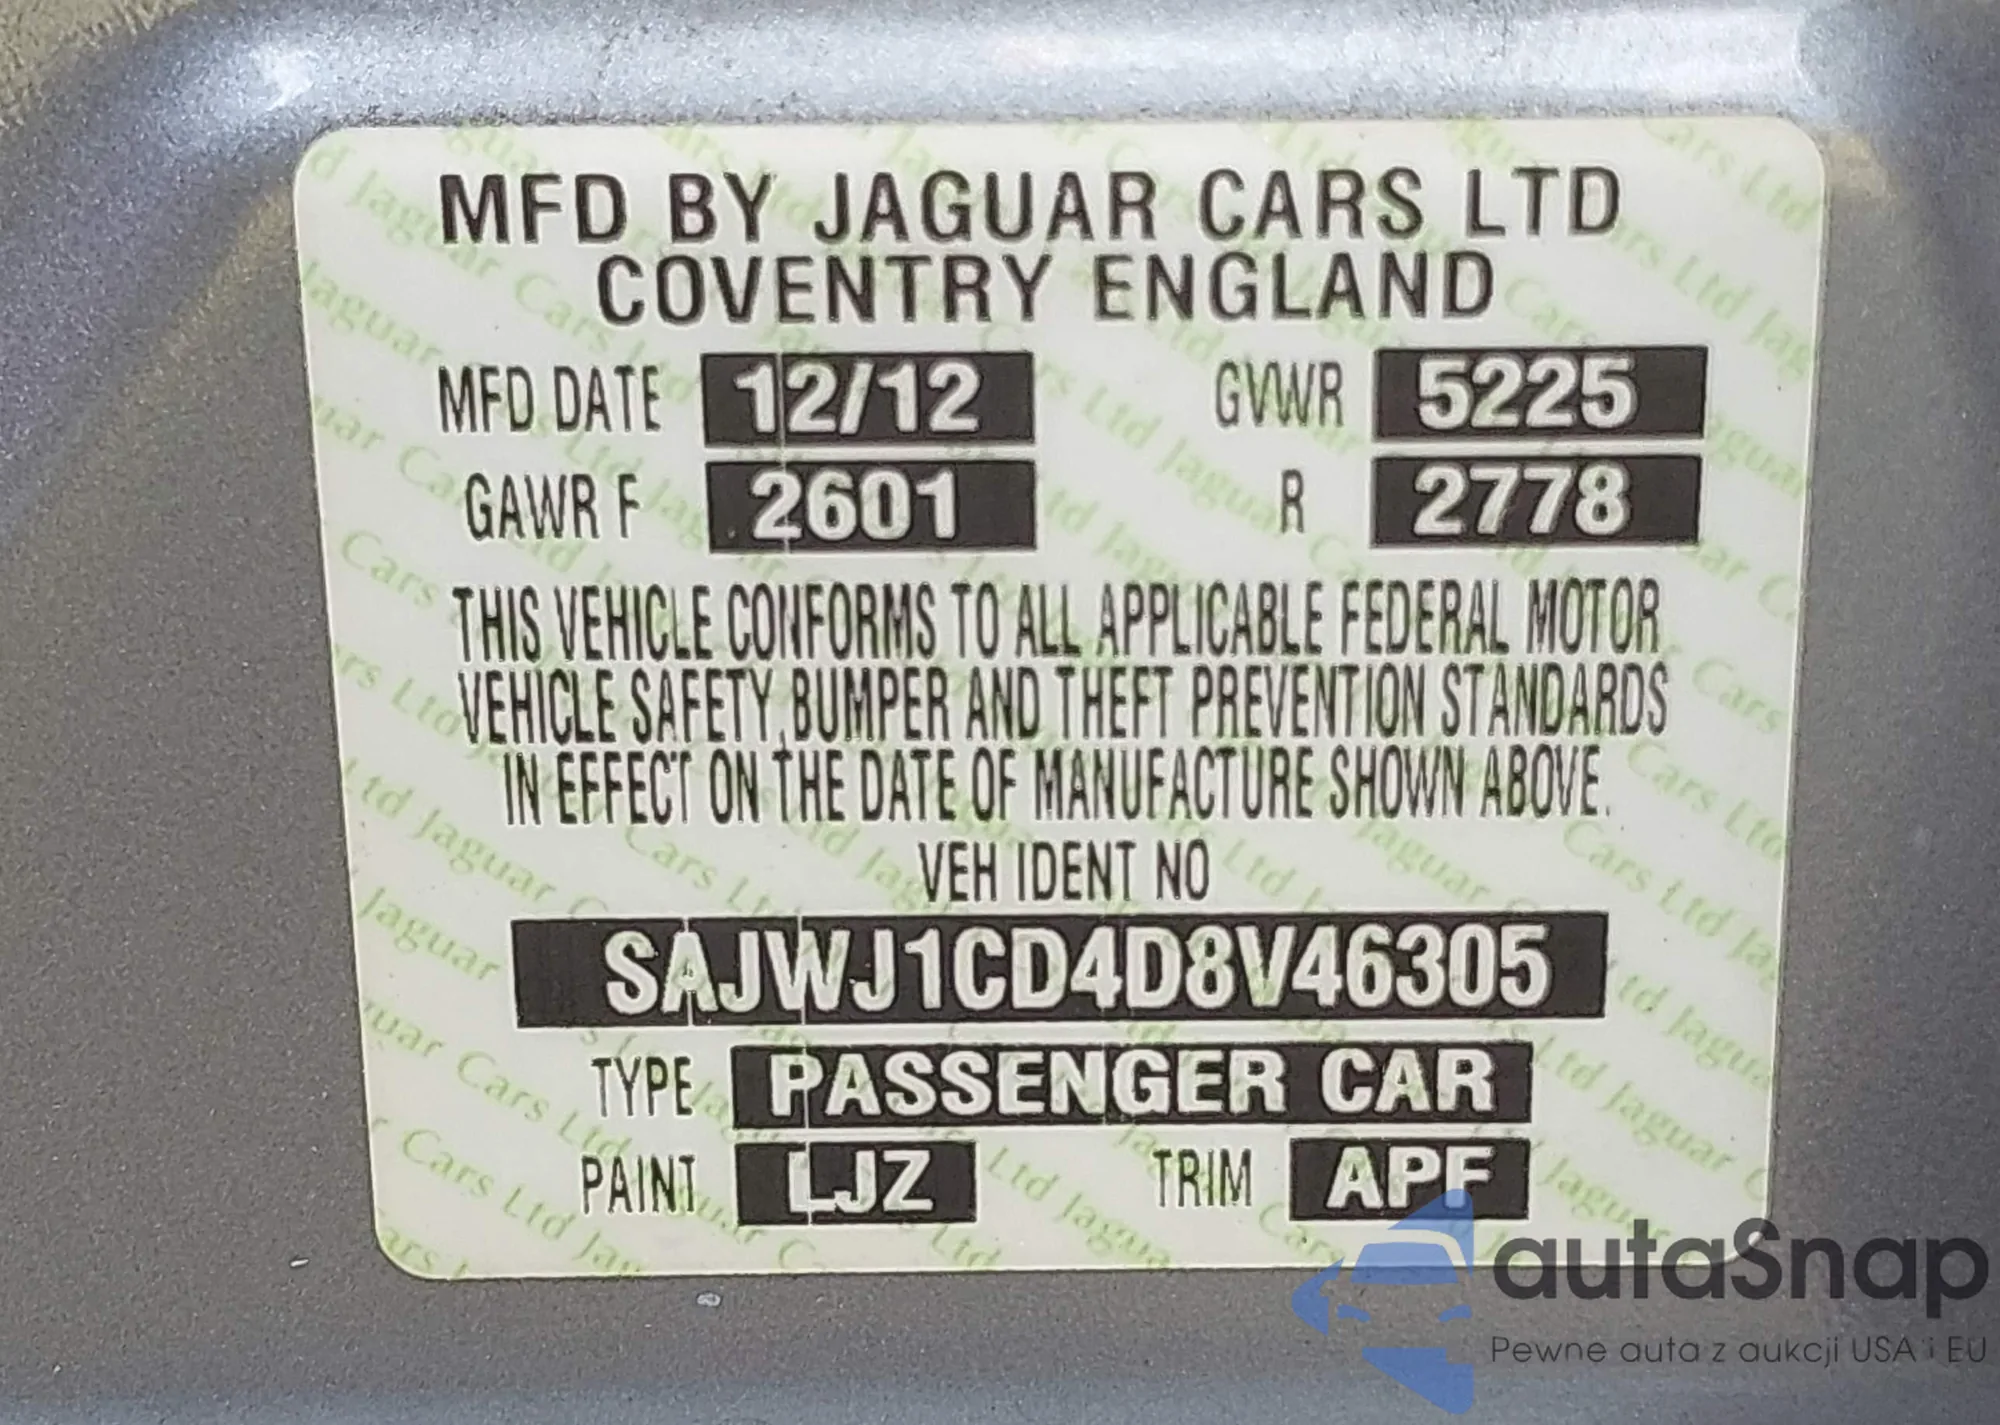 MFD BY JAGUAR CARS LTD
COVENTRY ENGLAND
MFD DATE 12/12 GVWR 5225
GAWR F 2601 R 2778
THIS VEHICLE CONFORMS TO ALL APPLICABLE FEDERAL MOTOR
VEHICLE SAFETY, BUMPER AND THEFT PREVENTION STANDARDS
IN EFFECT ON THE DATE OF MANUFACTURE SHOWN ABOVE.
VEH IDENT NO
SAJWJ1CD4D8V46305
TYPE PASSENGER CAR
PAINT LJZ TRIM APF
autaSnap
Pewne auta z aukcji USA i EU